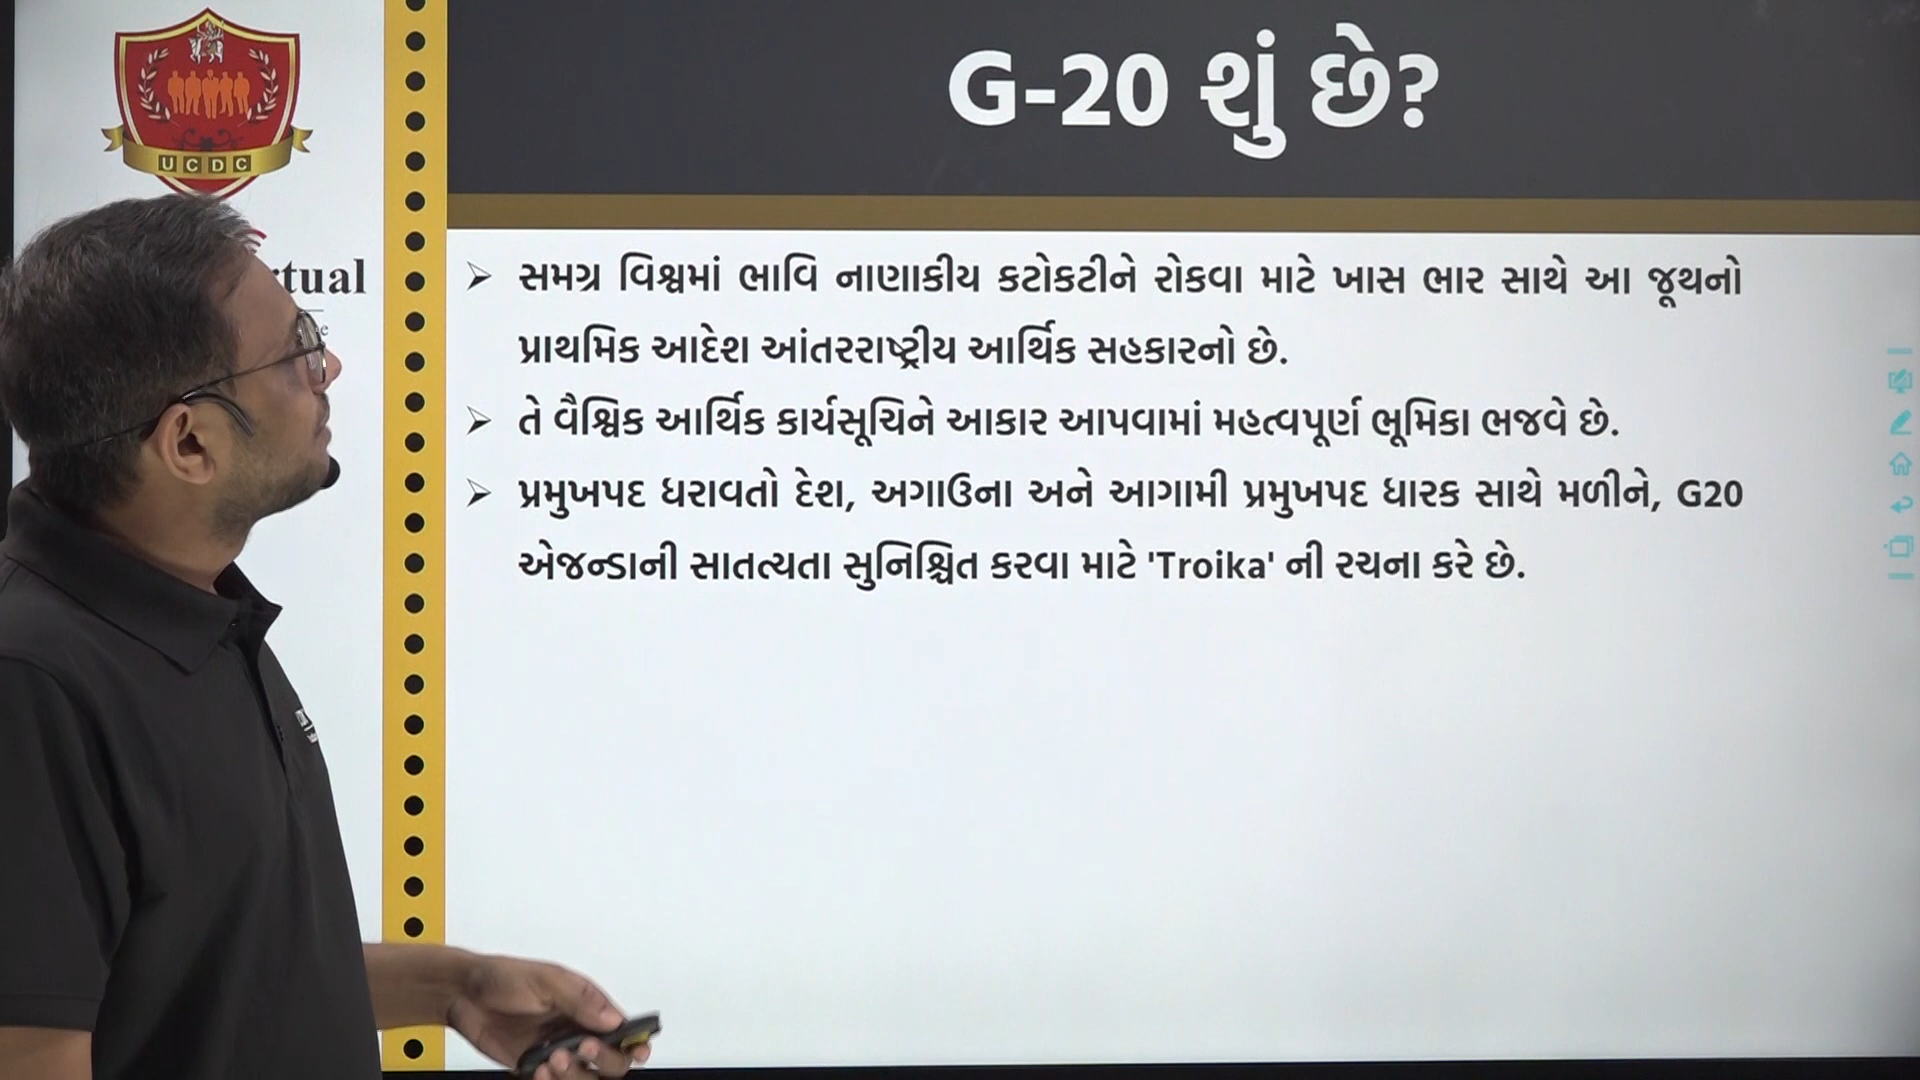 UCDC
G-20 શું છે?
tual
➢ સમગ્ર વિશ્વમાં ભાવિ નાણાકીય કટોકટીને રોકવા માટે ખાસ ભાર સાથે આ જૂથનો
પ્રાથમિક આદેશ આંતરરાષ્ટ્રીય આર્થિક સહકારનો છે.
➢ તે વૈશ્વિક આર્થિક કાર્યસૂચિને આકાર આપવામાં મહત્વપૂર્ણ ભૂમિકા ભજવે છે.
➢ પ્રમુખપદ ધરાવતો દેશ, અગાઉના અને આગામી પ્રમુખપદ ધારક સાથે મળીને, G20
એજન્ડાની સાતત્યતા સુનિશ્ચિત કરવા માટે 'Troika' ની રચના કરે છે.